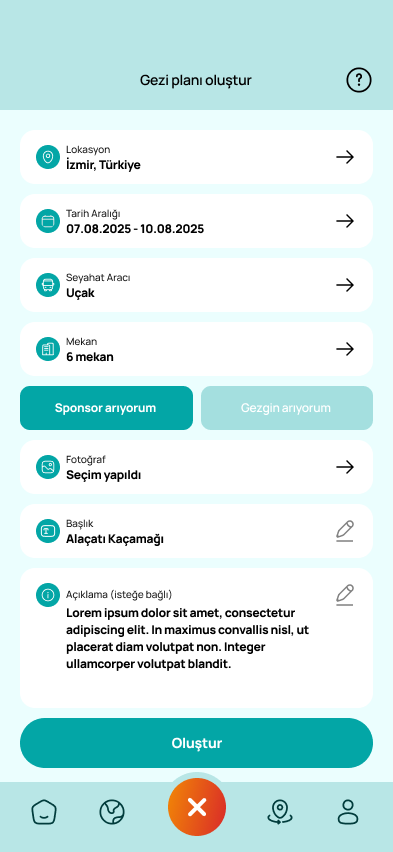 Gezi planı oluştur
?
Lokasyon
İzmir, Türkiye
Tarih Aralığı
07.08.2025 - 10.08.2025
Seyahat Aracı
Uçak
Mekan
6 mekan
Sponsor arıyorum
Gezgin arıyorum
Fotoğraf
Seçim yapıldı
Başlık
Alaçatı Kaçamağı
Açıklama (isteğe bağlı)
Lorem ipsum dolor sit amet, consectetur
adipiscing elit. In maximus convallis nisl, ut
placerat diam volutpat non. Integer
ullamcorper volutpat blandit.
Oluştur